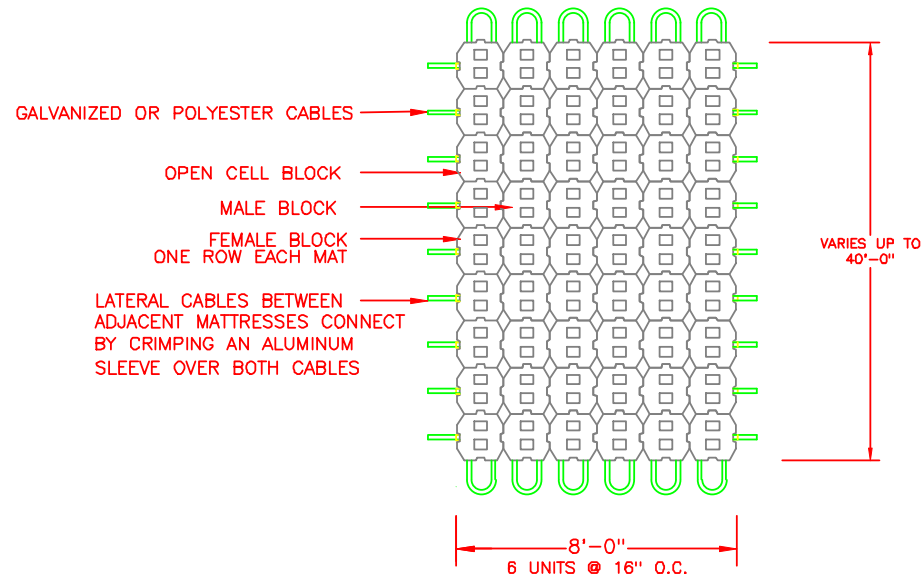 GALVANIZED OR POLYESTER CABLES
OPEN CELL BLOCK
MALE BLOCK
FEMALE BLOCK
ONE ROW EACH MAT
LATERAL CABLES BETWEEN
ADJACENT MATTRESSES CONNECT
BY CRIMPING AN ALUMINUM
SLEEVE OVER BOTH CABLES
VARIES UP TO
40'-0"
8'-0"
6 UNITS @ 16" O.C.